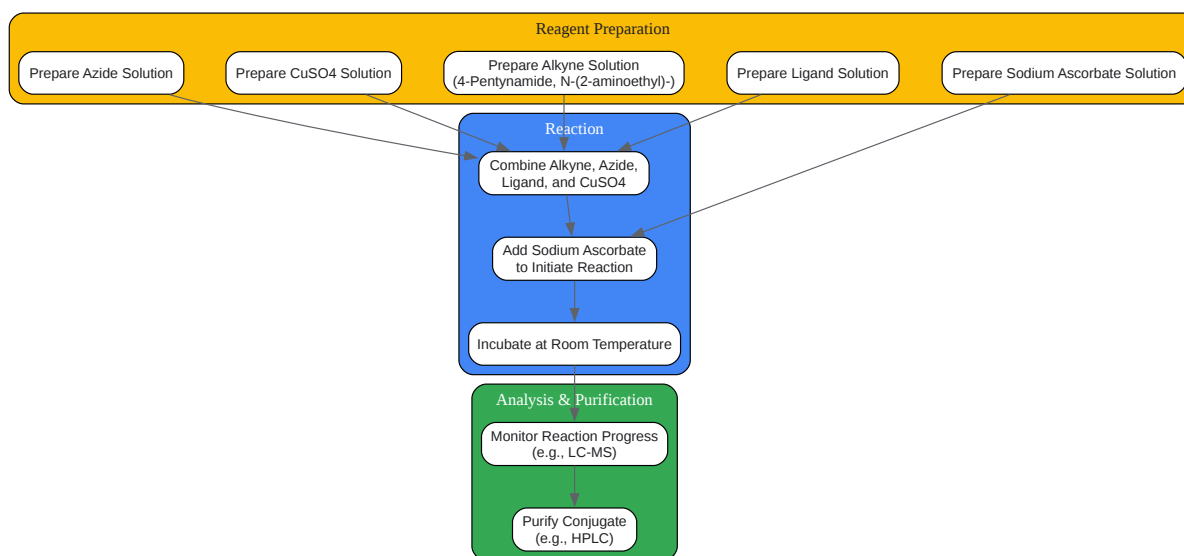 Reagent Preparation
Prepare Azide Solution
Prepare CuSO4 Solution
Prepare Alkyne Solution
(4-Pentynamide, N-(2-aminoethyl)-)
Prepare Ligand Solution
Prepare Sodium Ascorbate Solution
Reaction
Combine Alkyne, Azide,
Ligand, and CuSO4
Add Sodium Ascorbate
to Initiate Reaction
Incubate at Room Temperature
Analysis & Purification
Monitor Reaction Progress
(e.g., LC-MS)
Purify Conjugate
(e.g., HPLC)